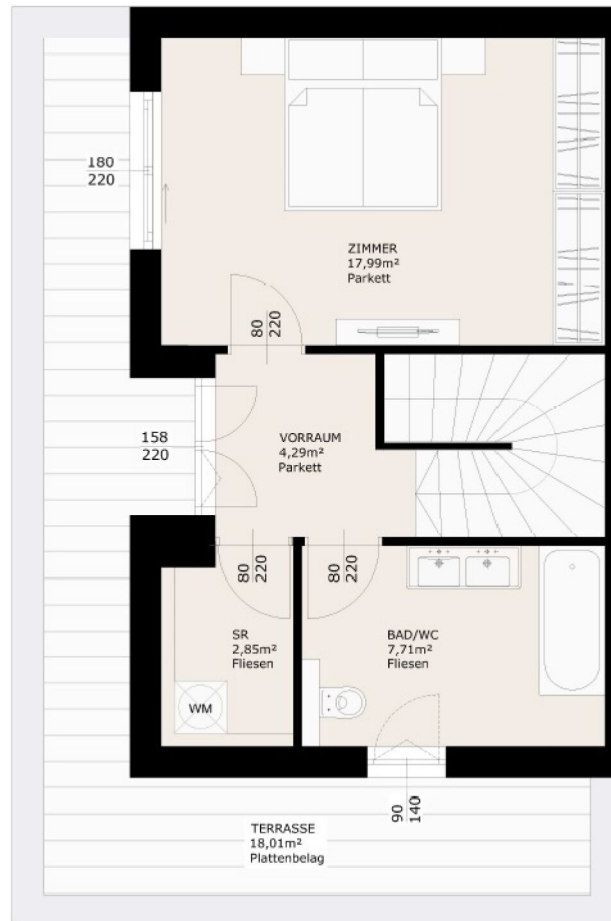 180
220
ZIMMER
17,99m²
Parkett
80
220
158
220
VORRAUM
4,29m²
Parkett
80
220
80
220
SR
2,85m²
Fliesen
BAD/WC
7,71m²
Fliesen
WM
90
140
TERRASSE
18,01m²
Plattenbelag